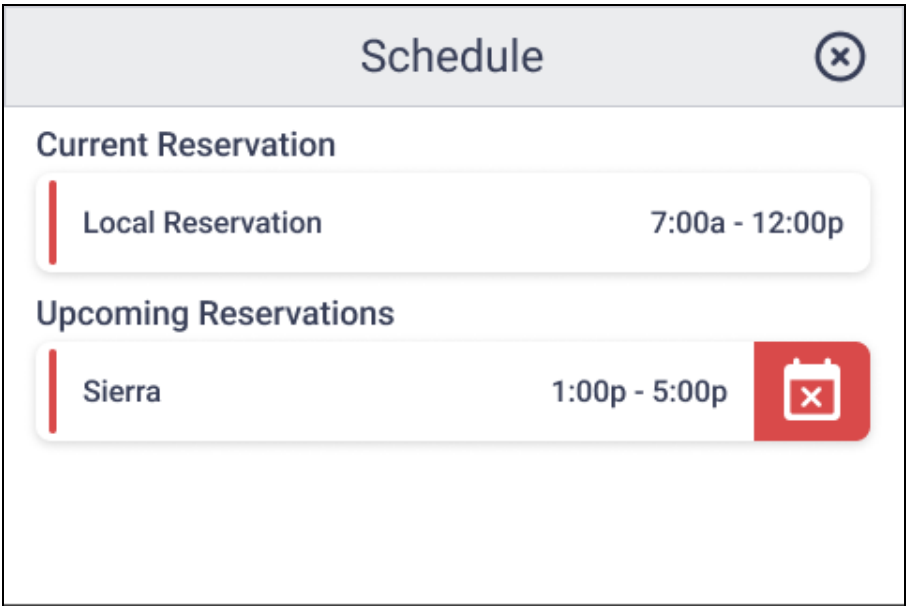 Schedule
Current Reservation
Local Reservation 7:00a - 12:00p
Upcoming Reservations
Sierra 1:00p - 5:00p